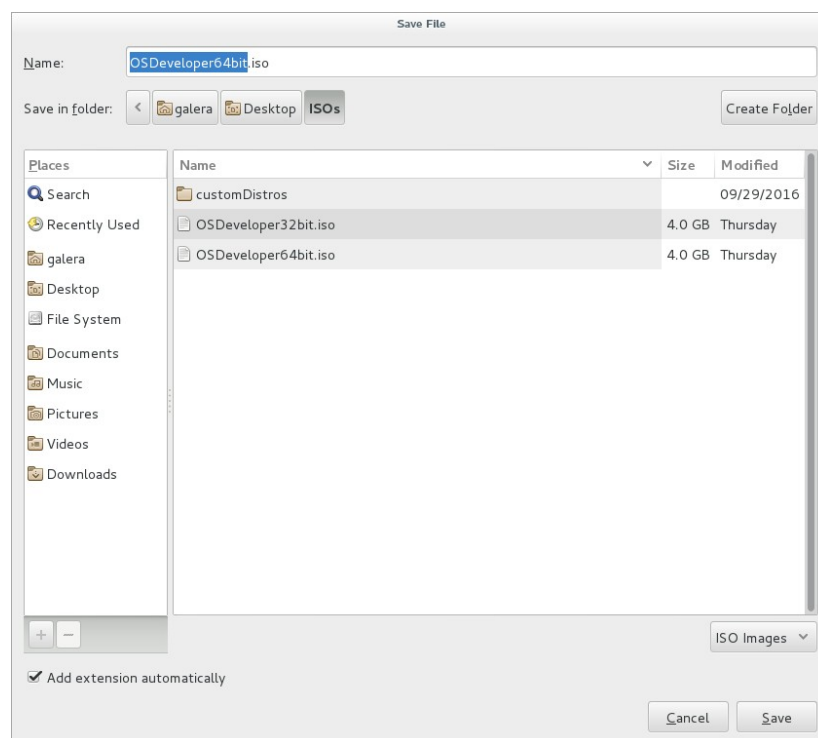 Save File
Name: OSDeveloper64bit.iso
Save in folder: < galera Desktop ISOs Create Folder
Places
Search
Recently Used
galera
Desktop
File System
Documents
Music
Pictures
Videos
Downloads
Name Size Modified
customDistros 09/29/2016
OSDeveloper32bit.iso 4.0 GB Thursday
OSDeveloper64bit.iso 4.0 GB Thursday
+ −
ISO Images
Add extension automatically
Cancel Save